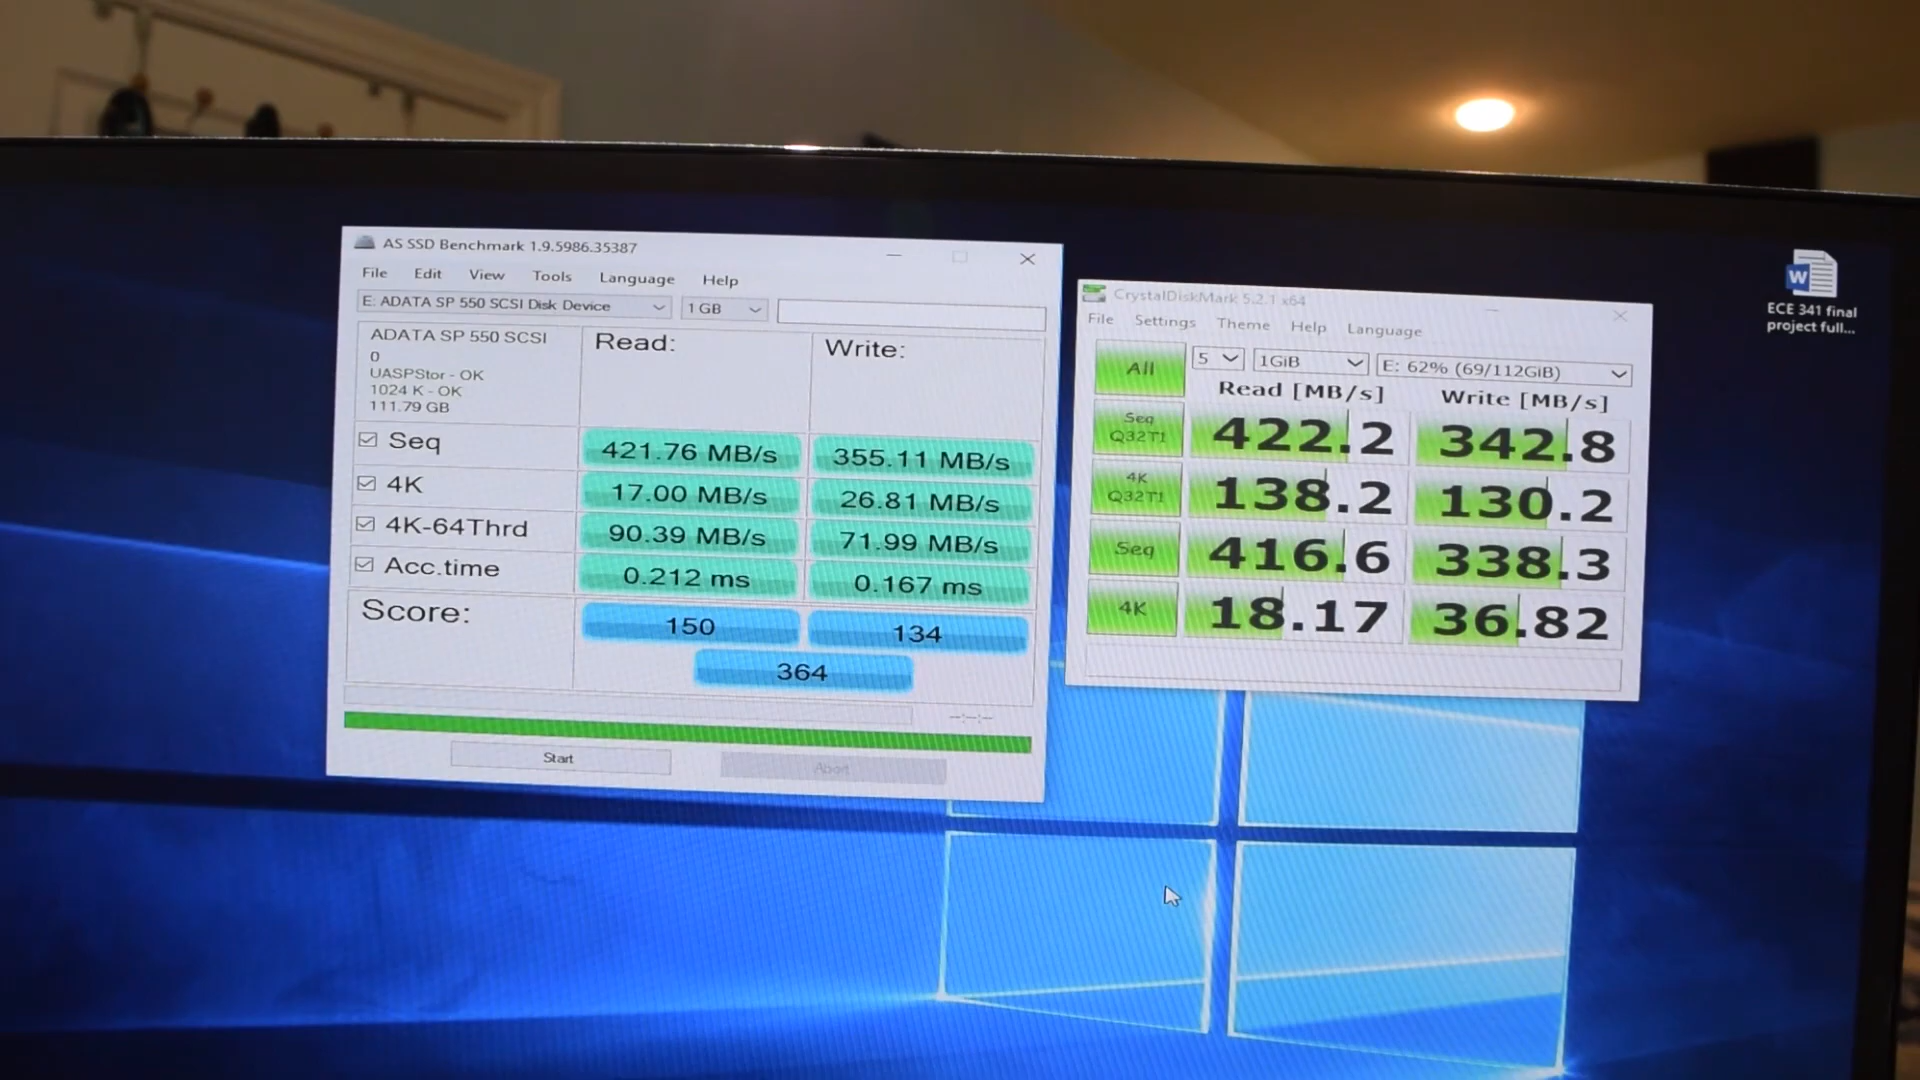 AS SSD Benchmark 1.9.5986.35387
File Edit View Tools Language Help
E: ADATA SP 550 SCSI Disk Device 1 GB
ADATA SP 550 SCSI
0
UASPStor - OK
1024 K - OK
111.79 GB
Read: Write:
Seq 421.76 MB/s 355.11 MB/s
4K 17.00 MB/s 26.81 MB/s
4K-64Thrd 90.39 MB/s 71.99 MB/s
Acc.time 0.212 ms 0.167 ms
Score: 150 134
364
--:--:--
Start Abort
CrystalDiskMark 5.2.1 x64
File Settings Theme Help Language
All 5 1GiB E: 62% (69/112GiB)
Read [MB/s] Write [MB/s]
Seq
Q32T1 422.2 342.8
4K
Q32T1 138.2 130.2
Seq 416.6 338.3
4K 18.17 36.82
W
ECE 341 final
project full...